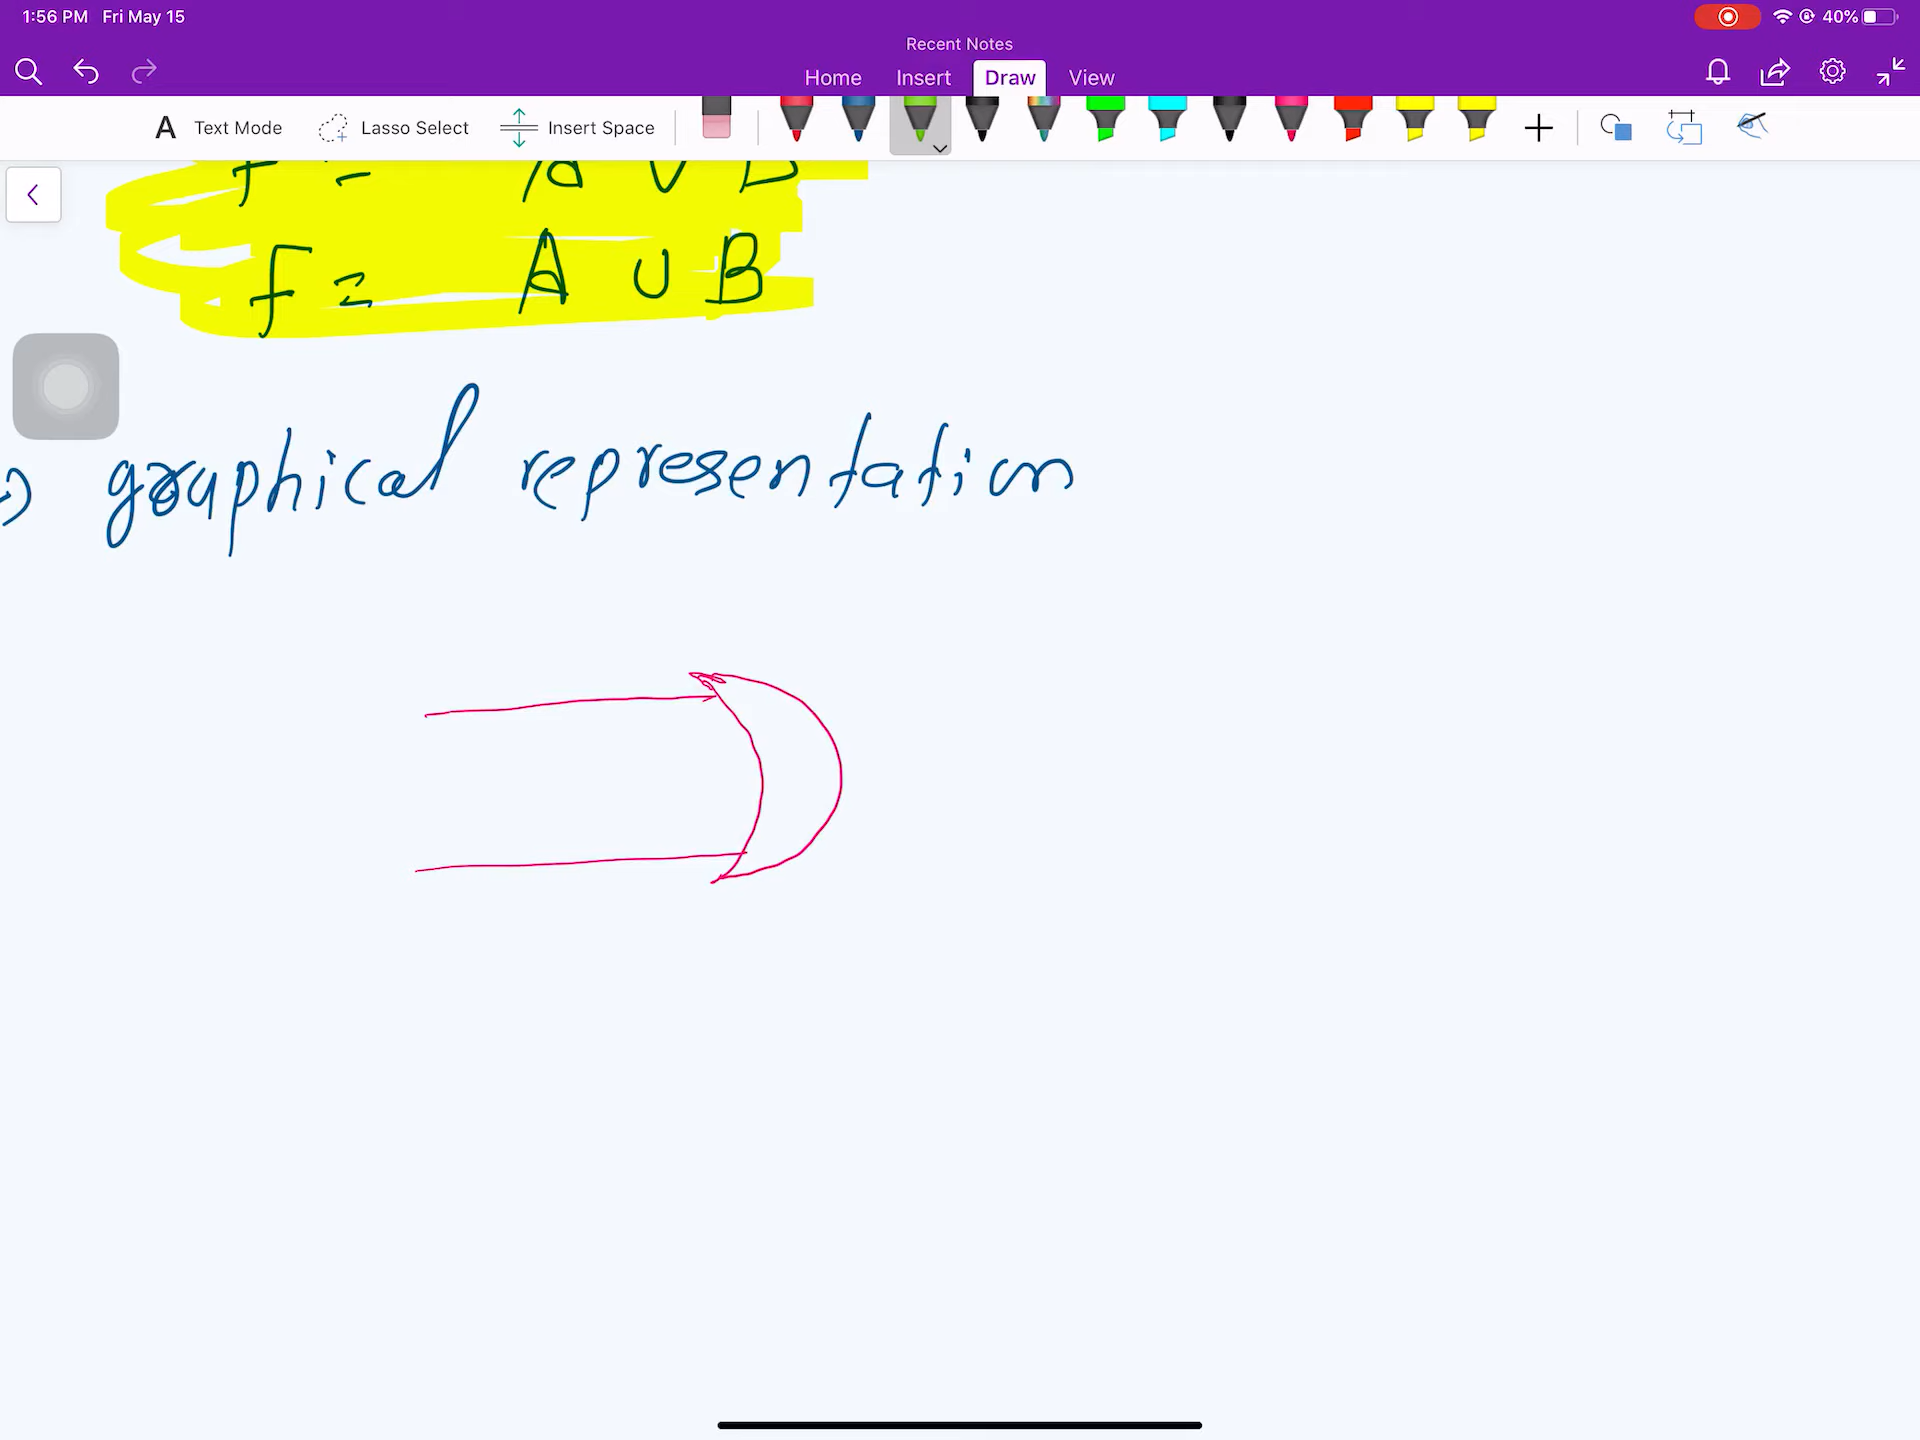 1:56 PM Fri May 15
40%
Recent Notes
Home Insert Draw View
A Text Mode Lasso Select Insert Space
F = A V B
F = A U B
graphical representation